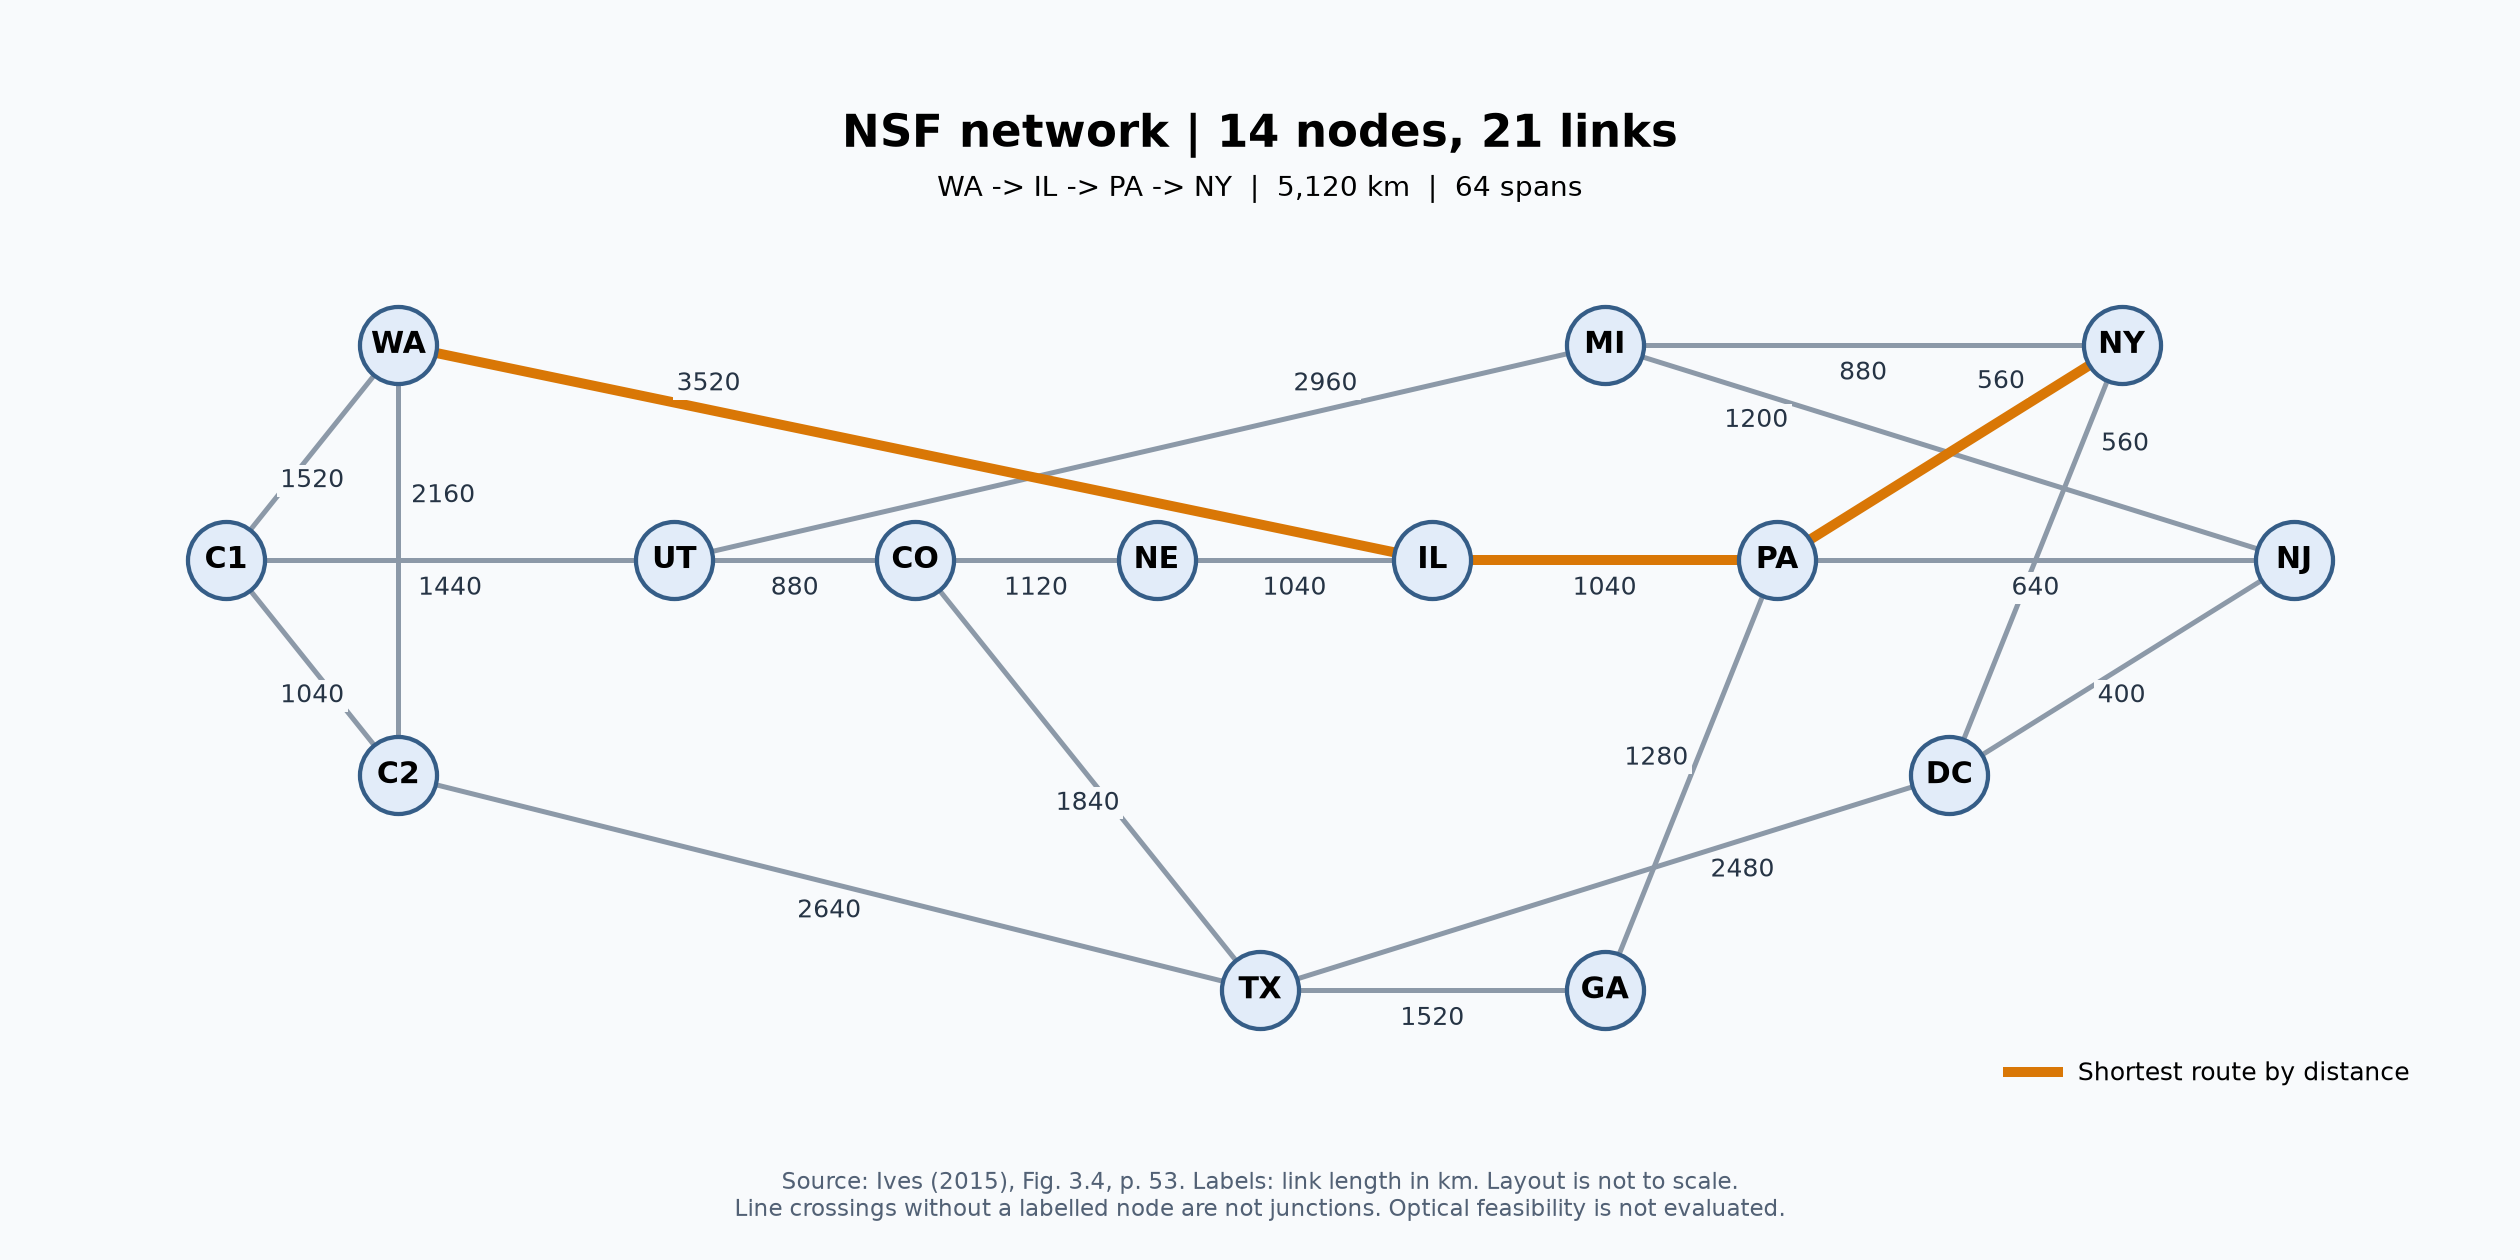 NSF network | 14 nodes, 21 links
WA -> IL -> PA -> NY | 5,120 km | 64 spans
WA
MI
NY
3520
2960
880
560
1200
560
1520
2160
C1
UT
CO
NE
IL
PA
NJ
1440
880
1120
1040
1040
640
1040
400
C2
DC
1280
1840
2480
2640
TX
GA
1520
Shortest route by distance
Source: Ives (2015), Fig. 3.4, p. 53. Labels: link length in km. Layout is not to scale.
Line crossings without a labelled node are not junctions. Optical feasibility is not evaluated.